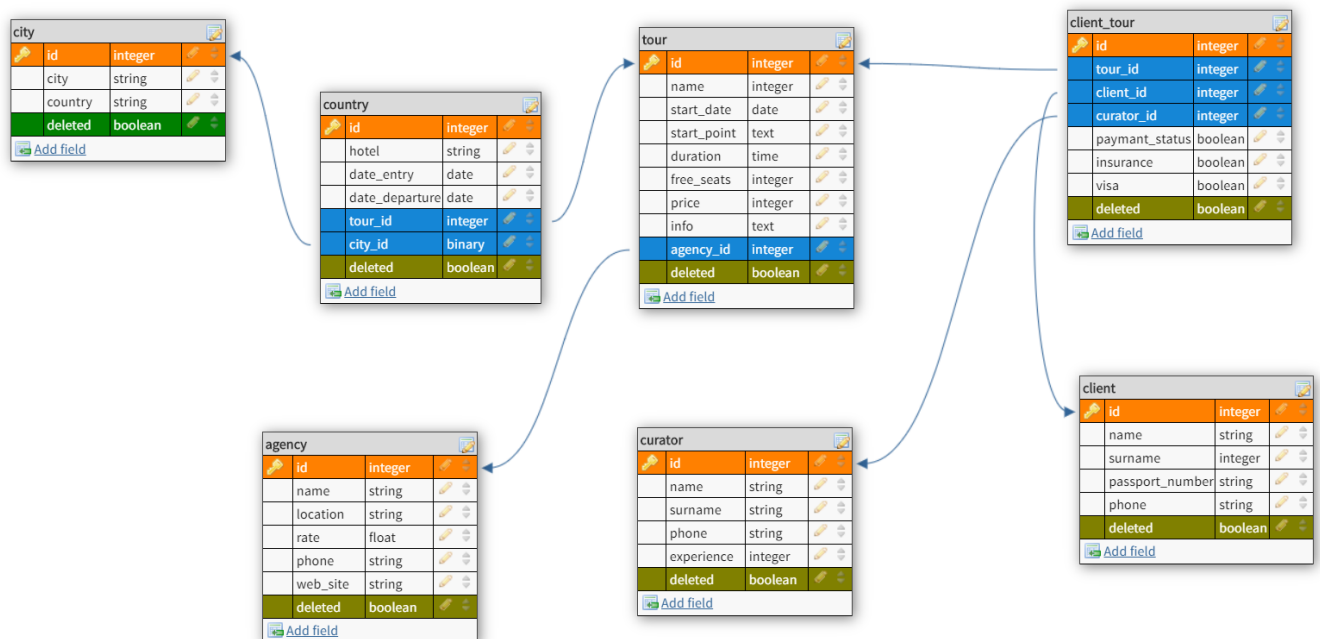 city
id integer
city string
country string
deleted boolean
Add field
country
id integer
hotel string
date_entry date
date_departure date
tour_id integer
city_id binary
deleted boolean
Add field
tour
id integer
name integer
start_date date
start_point text
duration time
free_seats integer
price integer
info text
agency_id integer
deleted boolean
Add field
client_tour
id integer
tour_id integer
client_id integer
curator_id integer
paymant_status boolean
insurance boolean
visa boolean
deleted boolean
Add field
agency
id integer
name string
location string
rate float
phone string
web_site string
deleted boolean
Add field
curator
id integer
name string
surname string
phone string
experience integer
deleted boolean
Add field
client
id integer
name string
surname integer
passport_number string
phone string
deleted boolean
Add field